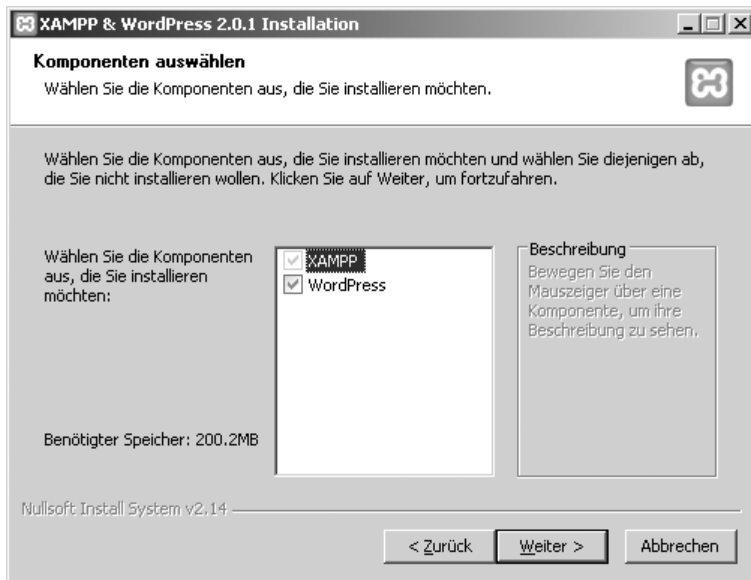 XAMPP & WordPress 2.0.1 Installation
Komponenten auswählen
Wählen Sie die Komponenten aus, die Sie installieren möchten.
Wählen Sie die Komponenten aus, die Sie installieren möchten und wählen Sie diejenigen ab,
die Sie nicht installieren wollen. Klicken Sie auf Weiter, um fortzufahren.
Wählen Sie die Komponenten
aus, die Sie installieren
möchten:
XAMPP
WordPress
Beschreibung
Bewegen Sie den
Mauszeiger über eine
Komponente, um ihre
Beschreibung zu sehen.
Benötigter Speicher: 200.2MB
Nullsoft Install System v2.14
< Zurück
Weiter >
Abbrechen